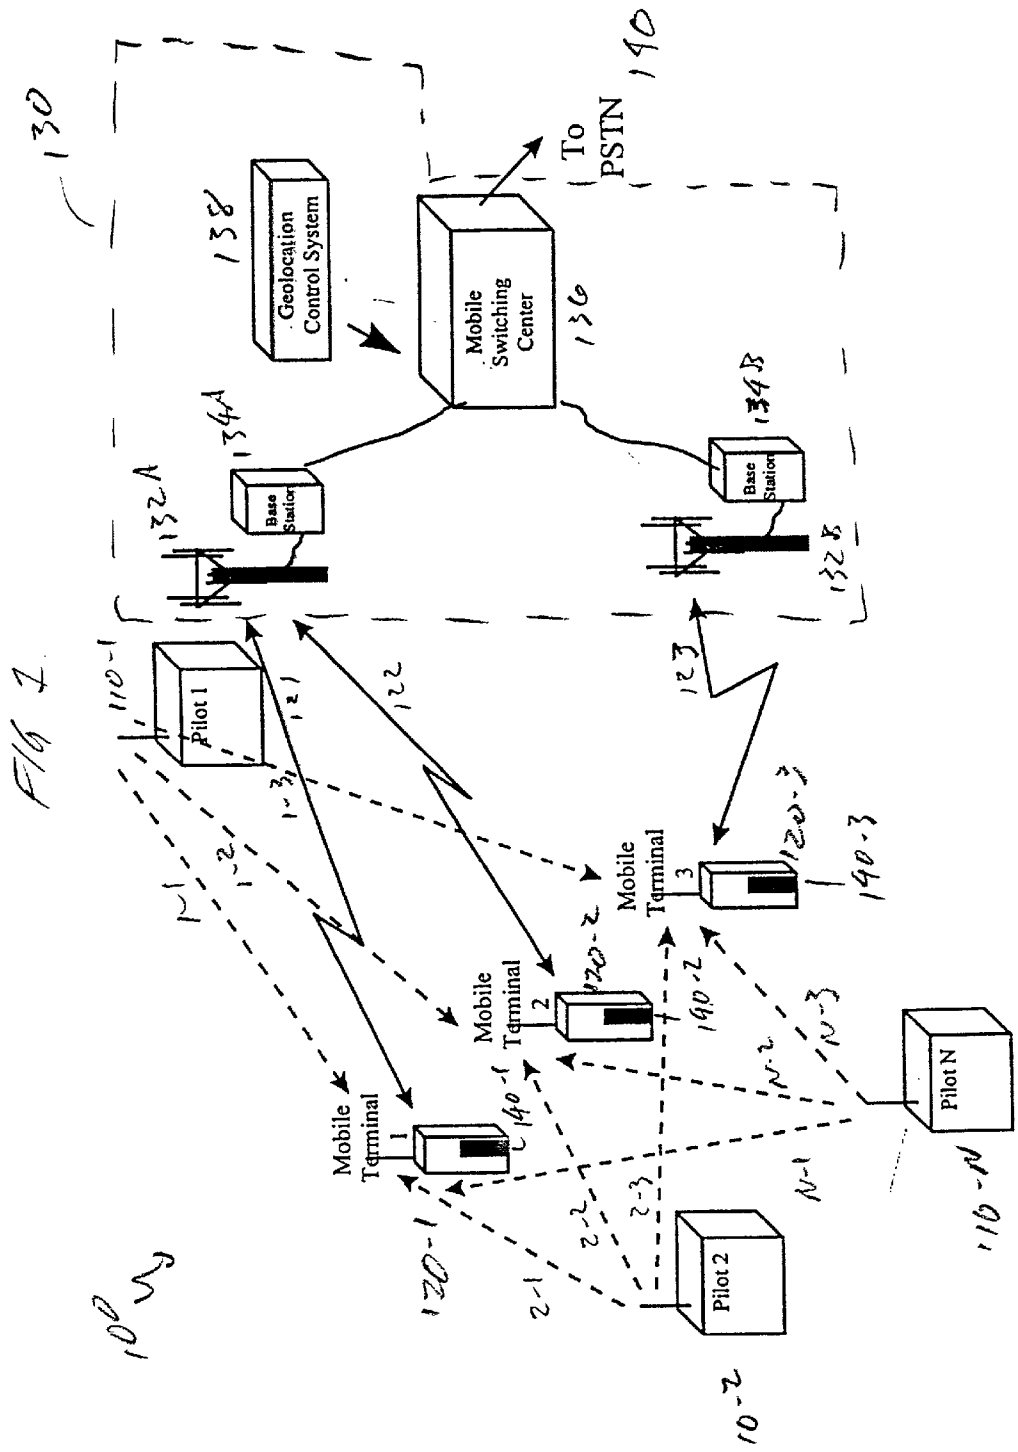 FIG 1
100
130
110-1
Pilot 1
1-1
1-2
1-3
121
122
123
132A
134A
Base
Station
138
Geolocation
Control System
Mobile
Switching
Center
136
To
PSTN
140
134B
Base
Station
132B
Mobile
Terminal
1
120-1
140-1
Mobile
Terminal
2
120-2
140-2
Mobile
Terminal
3
120-3
140-3
2-1
2-2
2-3
Pilot 2
10-2
N-1
N-2
N-3
Pilot N
110-N